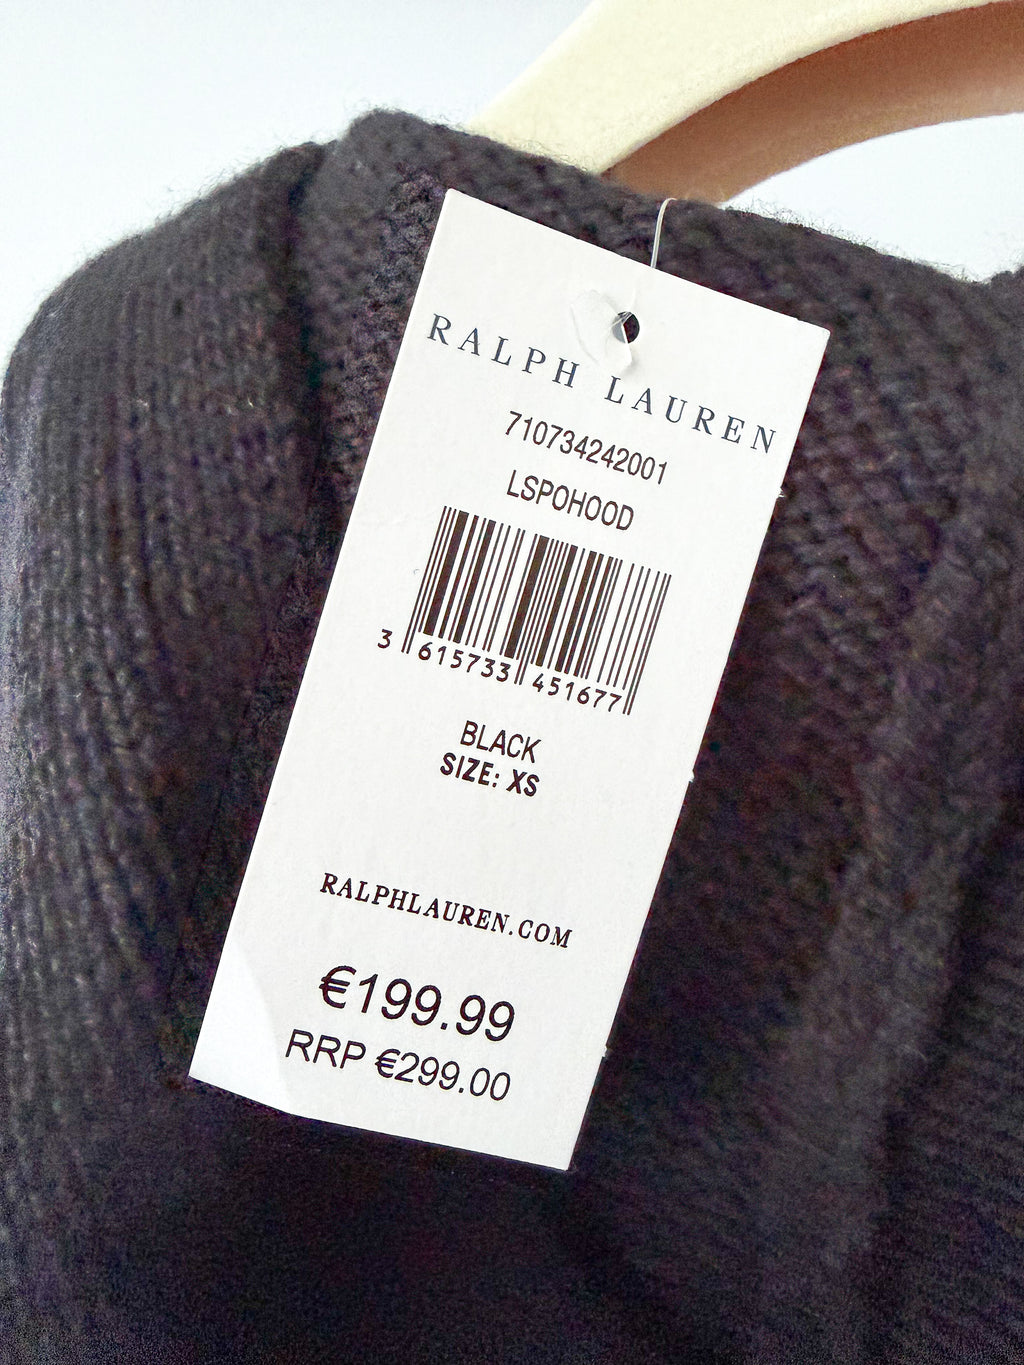 RALPH LAUREN
710734242001
LSPOHOOD
3 615733 451677
BLACK
SIZE: XS
RALPHLAUREN.COM
€199.99
RRP €299.00